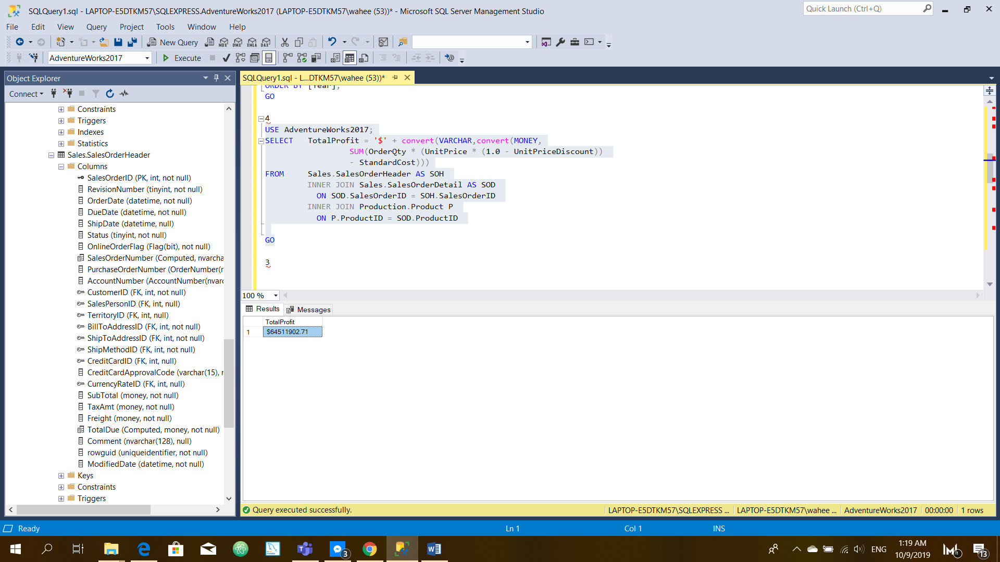 SQLQuery1.sql - LAPTOP-E5DTKM57\SQLEXPRESS.AdventureWorks2017 (LAPTOP-E5DTKM57\wahee (53))* - Microsoft SQL Server Management Studio
Quick Launch (Ctrl+Q)
File Edit View Query Project Tools Window Help
New Query MDX DMX XMLA DAX
AdventureWorks2017 Execute
Object Explorer
Connect
Constraints
Triggers
Indexes
Statistics
Sales.SalesOrderHeader
Columns
SalesOrderID (PK, int, not null)
RevisionNumber (tinyint, not null)
OrderDate (datetime, not null)
DueDate (datetime, not null)
ShipDate (datetime, null)
Status (tinyint, not null)
OnlineOrderFlag (Flag(bit), not null)
SalesOrderNumber (Computed, nvarcha
PurchaseOrderNumber (OrderNumber(n
AccountNumber (AccountNumber(nvarc
CustomerID (FK, int, not null)
SalesPersonID (FK, int, null)
TerritoryID (FK, int, null)
BillToAddressID (FK, int, not null)
ShipToAddressID (FK, int, not null)
ShipMethodID (FK, int, not null)
CreditCardID (FK, int, null)
CreditCardApprovalCode (varchar(15), n
CurrencyRateID (FK, int, null)
SubTotal (money, not null)
TaxAmt (money, not null)
Freight (money, not null)
TotalDue (Computed, money, not null)
Comment (nvarchar(128), null)
rowguid (uniqueidentifier, not null)
ModifiedDate (datetime, not null)
Keys
Constraints
Triggers
SQLQuery1.sql - L...DTKM57\wahee (53))*
ORDER BY [Year];
GO
4
USE AdventureWorks2017;
SELECT TotalProfit = '$' + convert(VARCHAR,convert(MONEY,
SUM(OrderQty * (UnitPrice * (1.0 - UnitPriceDiscount))
- StandardCost)))
FROM Sales.SalesOrderHeader AS SOH
INNER JOIN Sales.SalesOrderDetail AS SOD
ON SOD.SalesOrderID = SOH.SalesOrderID
INNER JOIN Production.Product P
ON P.ProductID = SOD.ProductID
GO
3
100 %
Results Messages
TotalProfit
1 $64511902.71
Query executed successfully. LAPTOP-E5DTKM57\SQLEXPRESS ... LAPTOP-E5DTKM57\wahee ... AdventureWorks2017 00:00:00 1 rows
Ready Ln 1 Col 1 INS
3 ENG 1:19 AM 1 13
10/9/2019